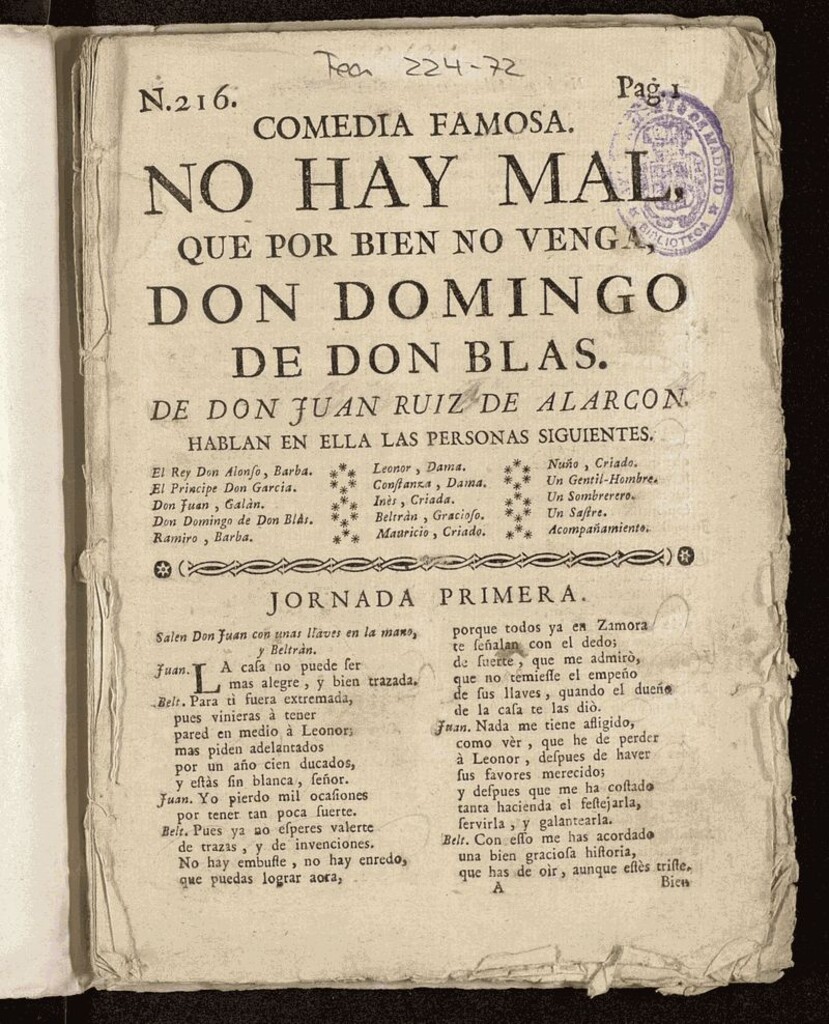 Tea 224-72
N.216.
Pag. 1
COMEDIA FAMOSA.
NO HAY MAL,
QUE POR BIEN NO VENGA,
DON DOMINGO
DE DON BLAS.
DE DON JUAN RUIZ DE ALARCON.
HABLAN EN ELLA LAS PERSONAS SIGUIENTES.
El Rey Don Alonſo, Barba.
El Principe Don Garcia.
Don Juan, Galàn.
Don Domingo de Don Blàs.
Ramiro, Barba.
Leonor, Dama.
Conſtanza, Dama.
Inès, Criada.
Beltràn, Gracioſo.
Mauricio, Criado.
Nuño, Criado.
Un Gentil-Hombre.
Un Sombrerero.
Un Saſtre.
Acompañamiento.
JORNADA PRIMERA.
Salen Don Juan con unas llaves en la mano,
y Beltràn.
Juan. LA caſa no puede ſer
mas alegre, y bien trazada.
Belt. Para tì fuera extremada,
pues vinieras à tener
pared en medio à Leonor;
mas piden adelantados
por un año cien ducados,
y eſtàs ſin blanca, ſeñor.
Juan. Yo pierdo mil ocaſiones
por tener tan poca ſuerte.
Belt. Pues ya no eſperes valerte
de trazas, y de invenciones.
No hay embuſte, no hay enredo,
que puedas lograr aora,
porque todos ya en Zamora
te ſeñalan con el dedo;
de ſuerte, que me admirò,
que no temieſſe el empeño
de ſus llaves, quando el dueño
de la caſa te las diò.
Juan. Nada me tiene afligido,
como vèr, que he de perder
à Leonor, deſpues de haver
ſus favores merecido;
y deſpues que me ha coſtado
tanta hacienda el feſtejarla,
ſervirla, y galantearla.
Belt. Con eſſo me has acordado
una bien gracioſa hiſtoria,
que has de oìr, aunque eſtès triſte.
A
Bien
MADRID
BIBLIOTECA